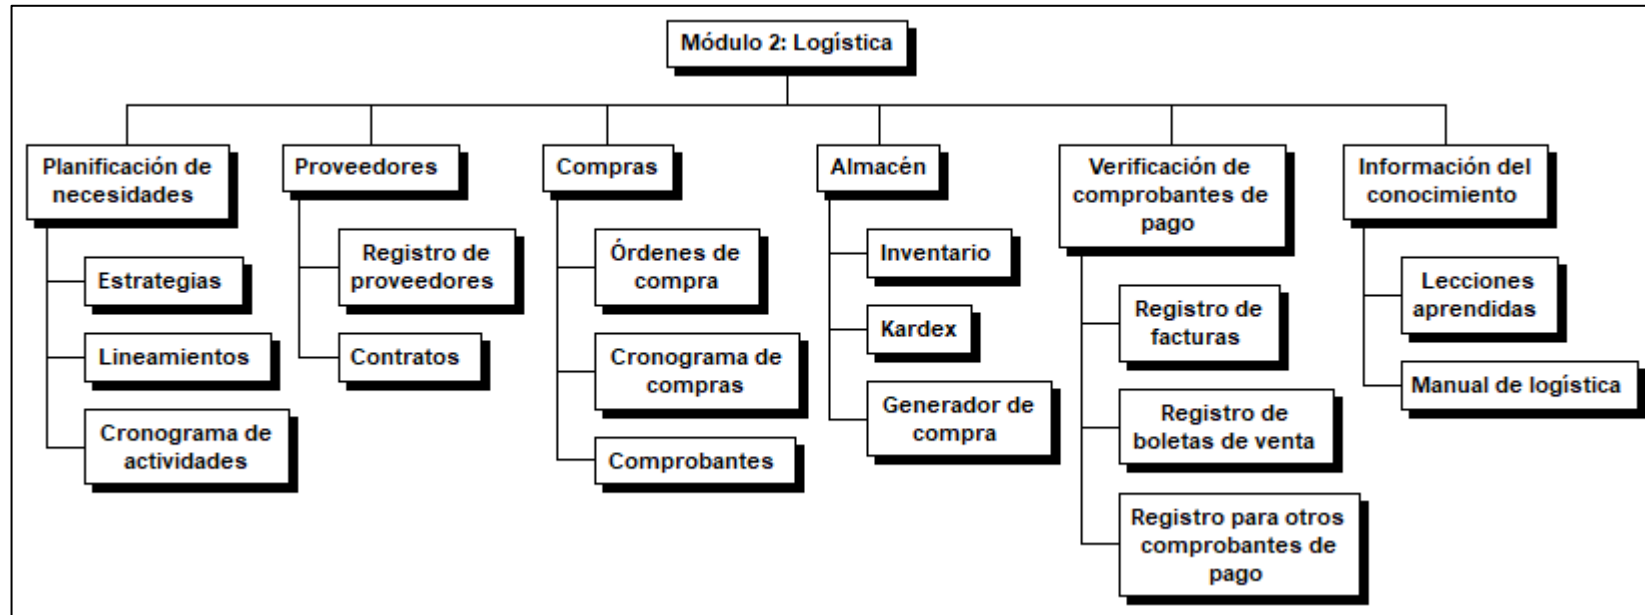 Módulo 2: Logística
Planificación de
necesidades
Estrategias
Lineamientos
Cronograma de
actividades
Proveedores
Registro de
proveedores
Contratos
Compras
Órdenes de
compra
Cronograma de
compras
Comprobantes
Almacén
Inventario
Kardex
Generador de
compra
Verificación de
comprobantes de
pago
Registro de
facturas
Registro de
boletas de venta
Registro para otros
comprobantes de
pago
Información del
conocimiento
Lecciones
aprendidas
Manual de logística